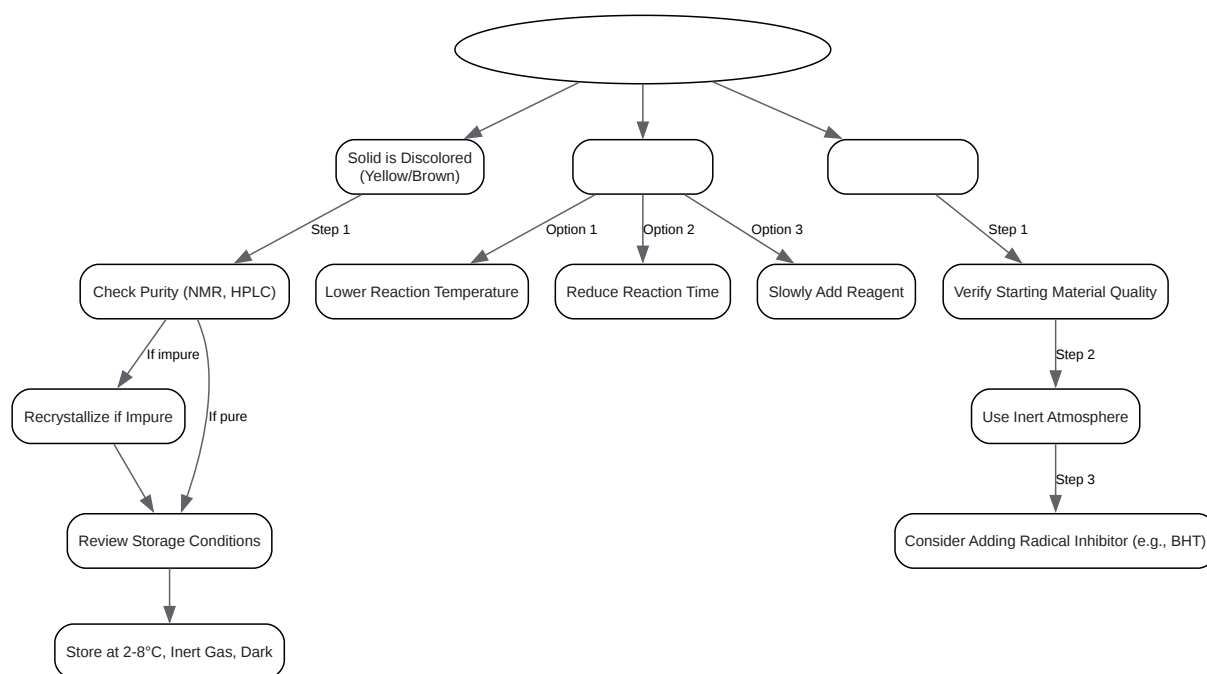 Solid is Discolored
(Yellow/Brown)
Step 1
Option 1
Option 2
Option 3
Step 1
Check Purity (NMR, HPLC)
Lower Reaction Temperature
Reduce Reaction Time
Slowly Add Reagent
Verify Starting Material Quality
If impure
Step 2
Recrystallize if Impure
If pure
Use Inert Atmosphere
Step 3
Review Storage Conditions
Consider Adding Radical Inhibitor (e.g., BHT)
Store at 2-8°C, Inert Gas, Dark